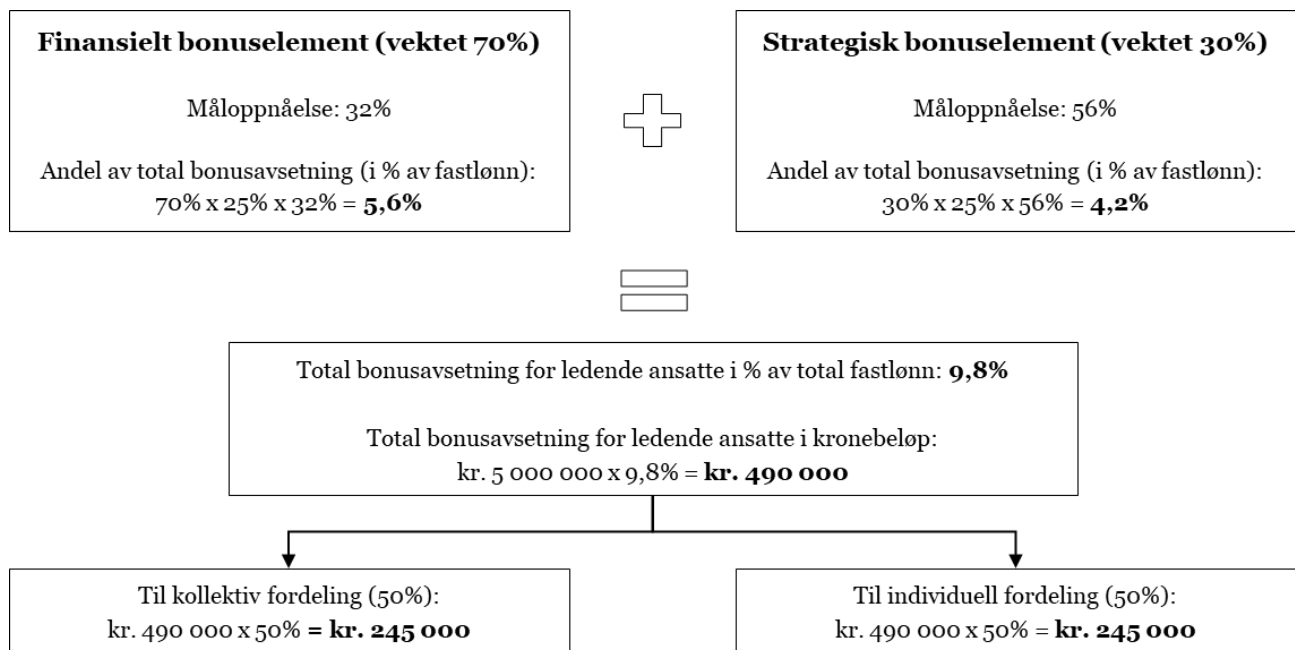 Finansielt bonuselement (vektet 70%)
Måloppnåelse: 32%
Andel av total bonusavsetning (i % av fastlønn):
70% x 25% x 32% = 5,6%
Strategisk bonuselement (vektet 30%)
Måloppnåelse: 56%
Andel av total bonusavsetning (i % av fastlønn):
30% x 25% x 56% = 4,2%
Total bonusavsetning for ledende ansatte i % av total fastlønn: 9,8%
Total bonusavsetning for ledende ansatte i kronebeløp:
kr. 5 000 000 x 9,8% = kr. 490 000
Til kollektiv fordeling (50%):
kr. 490 000 x 50% = kr. 245 000
Til individuell fordeling (50%):
kr. 490 000 x 50% = kr. 245 000